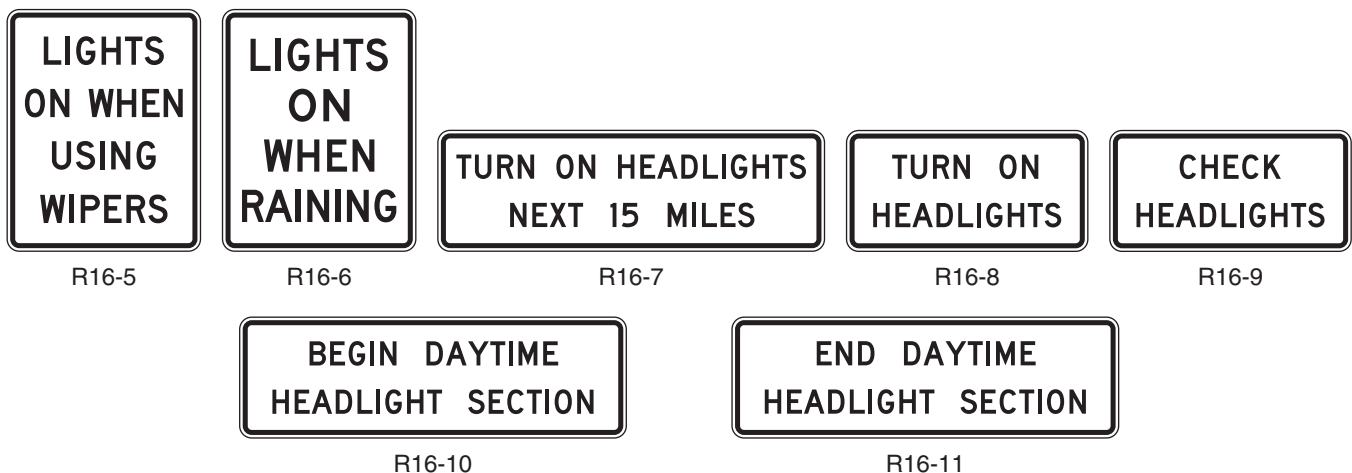 LIGHTS
ON WHEN
USING
WIPERS
R16-5
LIGHTS
ON
WHEN
RAINING
R16-6
TURN ON HEADLIGHTS
NEXT 15 MILES
R16-7
TURN ON
HEADLIGHTS
R16-8
CHECK
HEADLIGHTS
R16-9
BEGIN DAYTIME
HEADLIGHT SECTION
R16-10
END DAYTIME
HEADLIGHT SECTION
R16-11